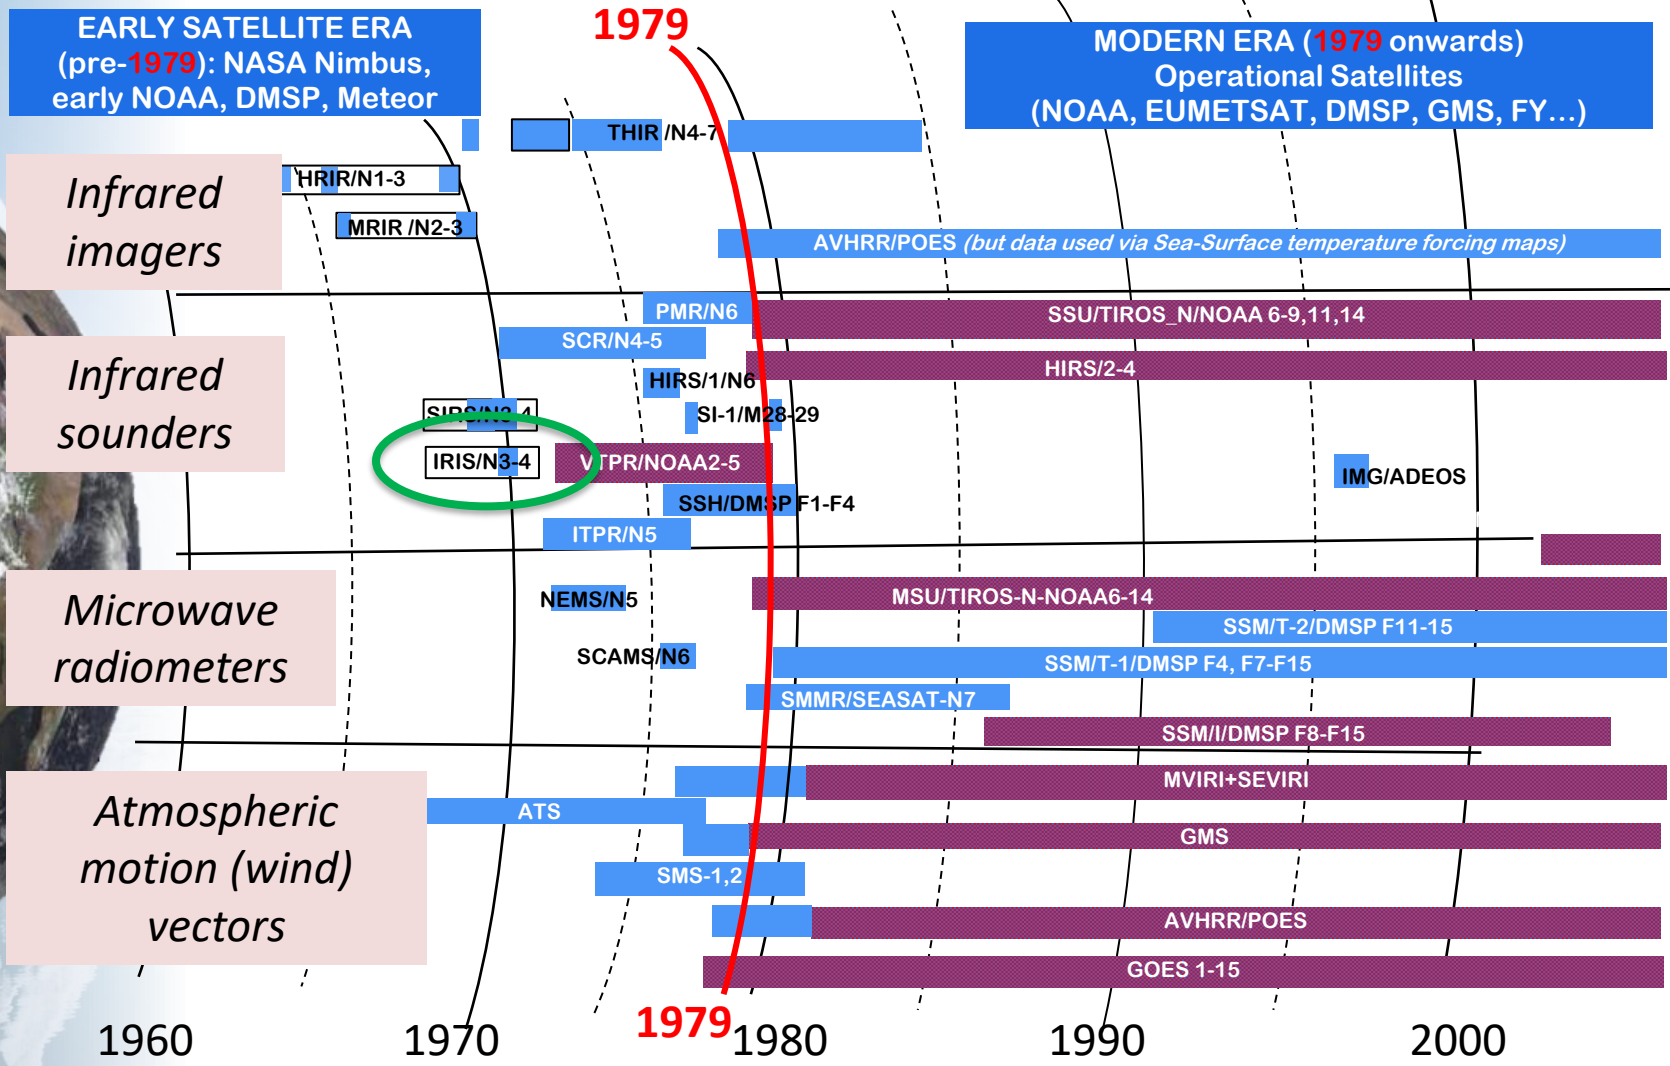 1979
EARLY SATELLITE ERA
(pre-1979): NASA Nimbus,
early NOAA, DMSP, Meteor
MODERN ERA (1979 onwards)
Operational Satellites
(NOAA, EUMETSAT, DMSP, GMS, FY...)
THIR /N4-7
Infrared
imagers
HRIR/N1-3
MRIR /N2-3
AVHRR/POES (but data used via Sea-Surface temperature forcing maps)
Infrared
sounders
PMR/N6
SSU/TIROS_N/NOAA 6-9,11,14
SCR/N4-5
HIRS/2-4
HIRS/1/N6
SIRS/N3-4
SI-1/M28-29
IRIS/N3-4
VTPR/NOAA2-5
IMG/ADEOS
SSH/DMSP F1-F4
ITPR/N5
Microwave
radiometers
NEMS/N5
MSU/TIROS-N-NOAA6-14
SSM/T-2/DMSP F11-15
SCAMS/N6
SSM/T-1/DMSP F4, F7-F15
SMMR/SEASAT-N7
SSM/I/DMSP F8-F15
Atmospheric
motion (wind)
vectors
MVIRI+SEVIRI
ATS
GMS
SMS-1,2
AVHRR/POES
GOES 1-15
1960
1970
1979
1980
1990
2000